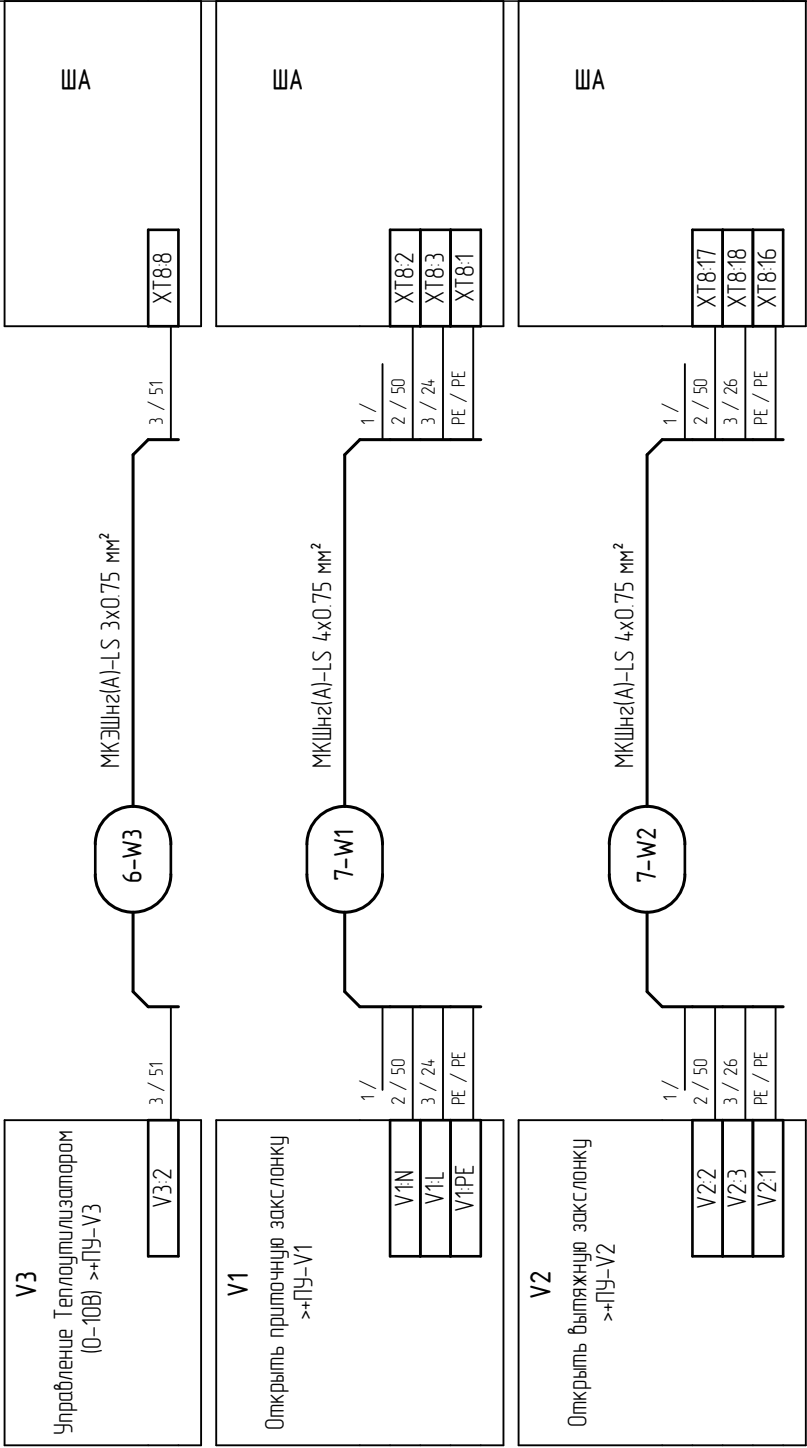 V3
Управление Теплоутилизатором
(0-10В) >+ПУ-V3
V3:2
3 / 51
6-W3
МКЭШнг(А)-LS 3x0.75 мм²
3 / 51
XT8:8
ША
V1
Открыть приточную закслонку
>+ПУ-V1
V1:N
V1:L
V1:PE
1 /
2 / 50
3 / 24
PE / PE
7-W1
МКШнг(А)-LS 4x0.75 мм²
1 /
2 / 50
3 / 24
PE / PE
XT8:2
XT8:3
XT8:1
ША
V2
Открыть вытяжную закслонку
>+ПУ-V2
V2:2
V2:3
V2:1
1 /
2 / 50
3 / 26
PE / PE
7-W2
МКШнг(А)-LS 4x0.75 мм²
1 /
2 / 50
3 / 26
PE / PE
XT8:17
XT8:18
XT8:16
ША